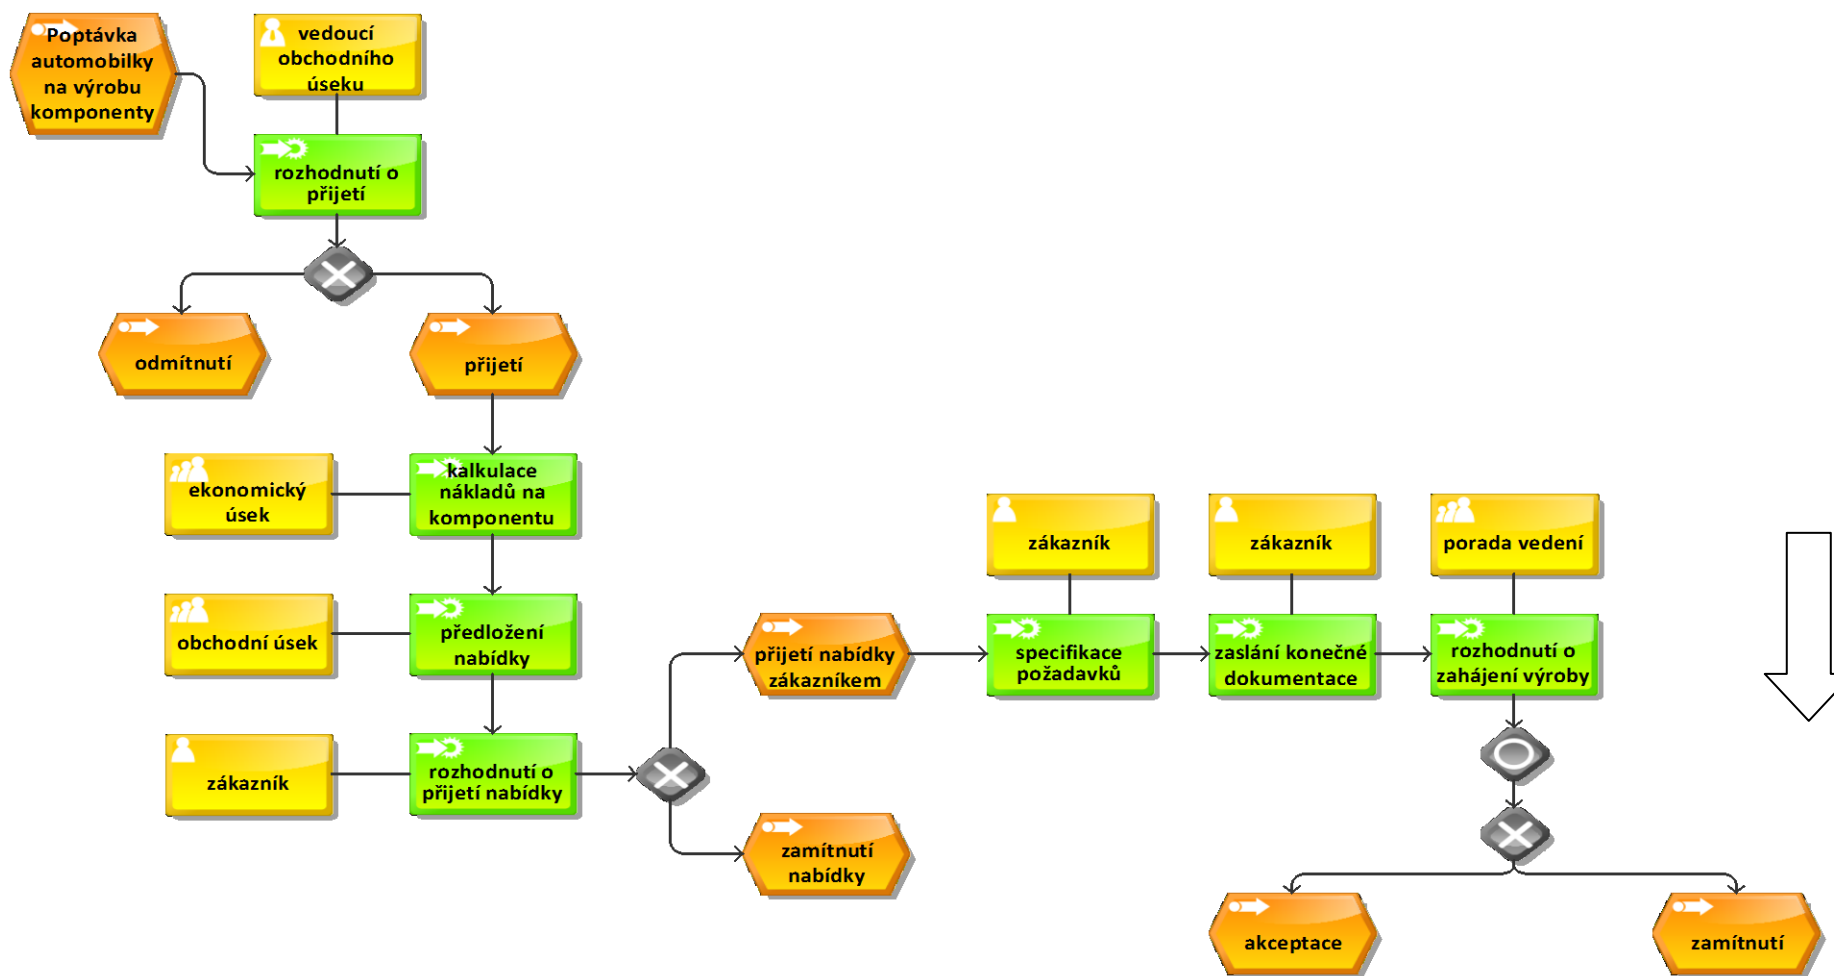 Poptávka
automobilky
na výrobu
komponenty
vedoucí
obchodního
úseku
rozhodnutí o
přijetí
odmítnutí
přijetí
ekonomický
úsek
kalkulace
nákladů na
komponentu
obchodní úsek
předložení
nabídky
zákazník
rozhodnutí o
přijetí nabídky
přijetí nabídky
zákazníkem
zamítnutí
nabídky
zákazník
specifikace
požadavků
zákazník
zaslání konečné
dokumentace
porada vedení
rozhodnutí o
zahájení výroby
akceptace
zamítnutí